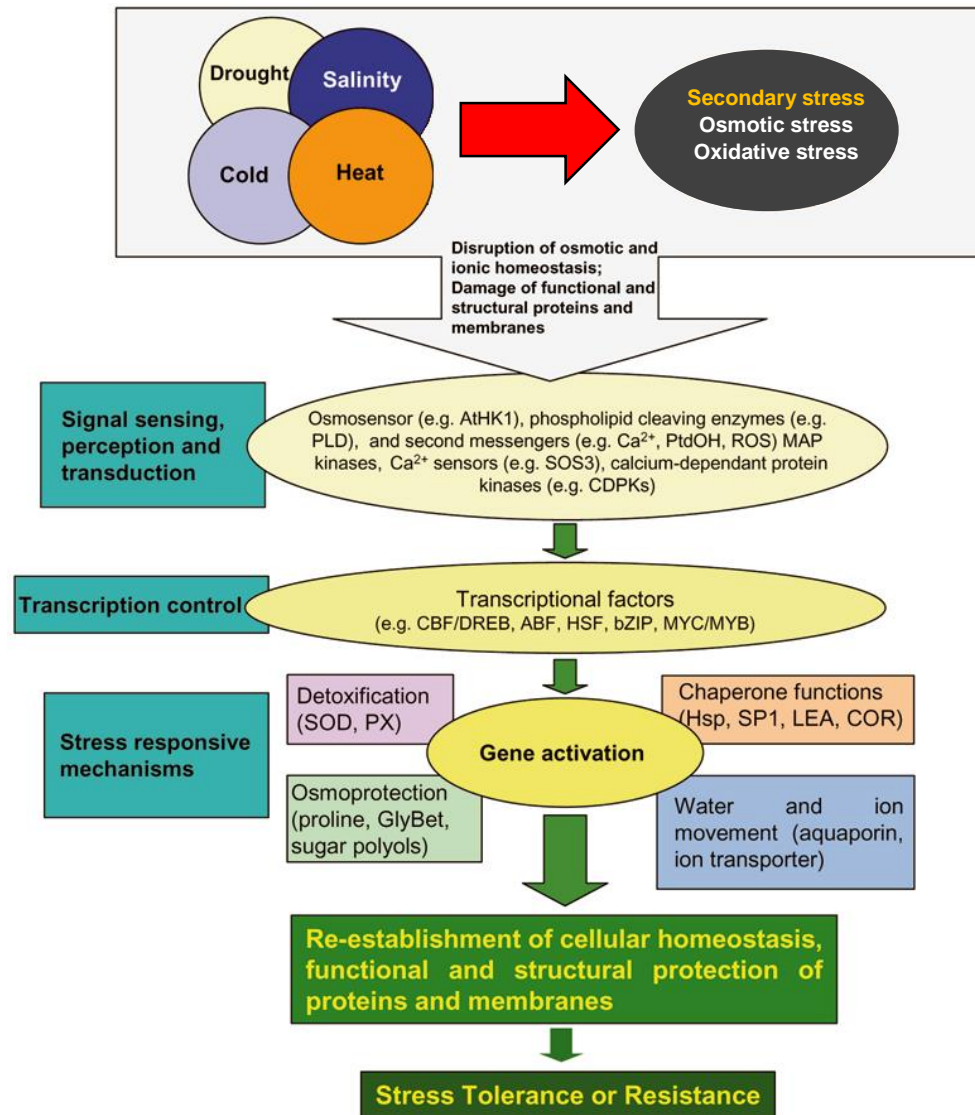 Drought
Salinity
Cold
Heat
Secondary stress
Osmotic stress
Oxidative stress
Disruption of osmotic and
ionic homeostasis;
Damage of functional and
structural proteins and
membranes
Signal sensing,
perception and
transduction
Osmosensor (e.g. AtHK1), phospholipid cleaving enzymes (e.g.
PLD), and second messengers (e.g. Ca²⁺, PtdOH, ROS) MAP
kinases, Ca²⁺ sensors (e.g. SOS3), calcium-dependant protein
kinases (e.g. CDPKs)
Transcription control
Transcriptional factors
(e.g. CBF/DREB, ABF, HSF, bZIP, MYC/MYB)
Stress responsive
mechanisms
Detoxification
(SOD, PX)
Chaperone functions
(Hsp, SP1, LEA, COR)
Gene activation
Osmoprotection
(proline, GlyBet,
sugar polyols)
Water and ion
movement (aquaporin,
ion transporter)
Re-establishment of cellular homeostasis,
functional and structural protection of
proteins and membranes
Stress Tolerance or Resistance